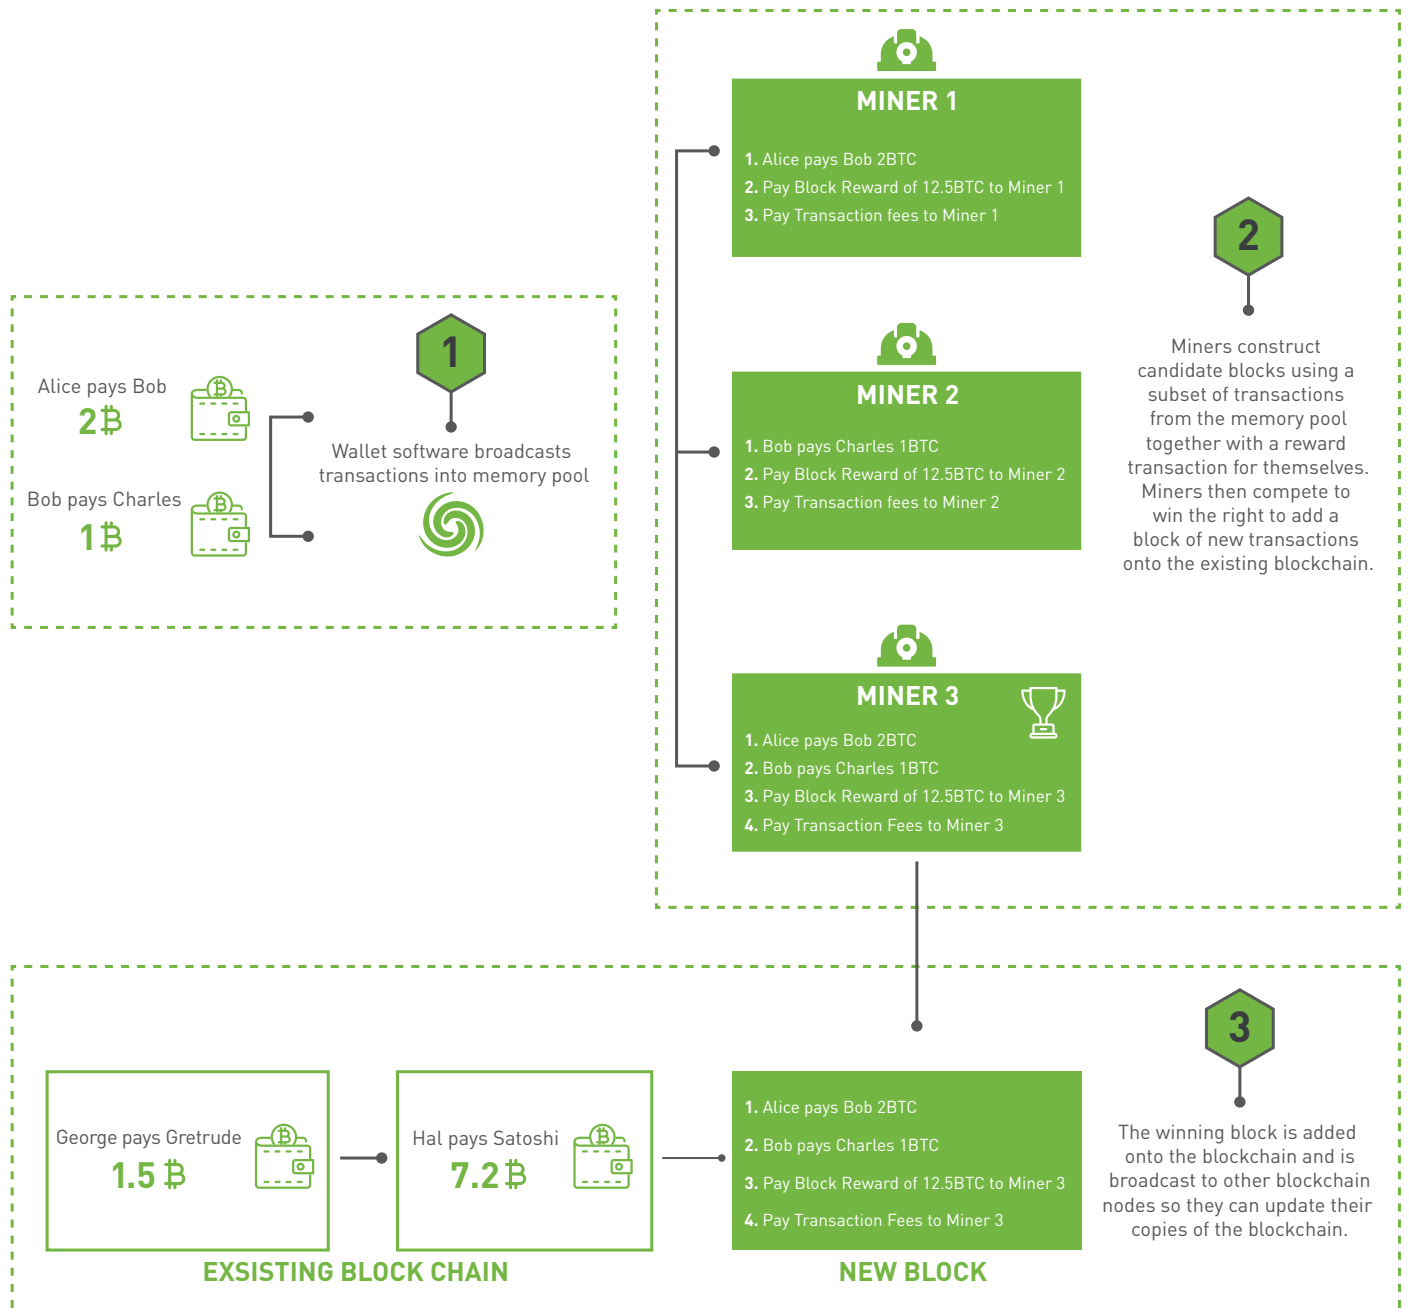 1
Alice pays Bob
2₿
Bob pays Charles
1₿
Wallet software broadcasts
transactions into memory pool
MINER 1
1. Alice pays Bob 2BTC
2. Pay Block Reward of 12.5BTC to Miner 1
3. Pay Transaction fees to Miner 1
MINER 2
1. Bob pays Charles 1BTC
2. Pay Block Reward of 12.5BTC to Miner 2
3. Pay Transaction fees to Miner 2
MINER 3
1. Alice pays Bob 2BTC
2. Bob pays Charles 1BTC
3. Pay Block Reward of 12.5BTC to Miner 3
4. Pay Transaction Fees to Miner 3
2
Miners construct
candidate blocks using a
subset of transactions
from the memory pool
together with a reward
transaction for themselves.
Miners then compete to
win the right to add a
block of new transactions
onto the existing blockchain.
George pays Gretrude
1.5 ₿
Hal pays Satoshi
7.2 ₿
EXSISTING BLOCK CHAIN
1. Alice pays Bob 2BTC
2. Bob pays Charles 1BTC
3. Pay Block Reward of 12.5BTC to Miner 3
4. Pay Transaction Fees to Miner 3
NEW BLOCK
3
The winning block is added
onto the blockchain and is
broadcast to other blockchain
nodes so they can update their
copies of the blockchain.